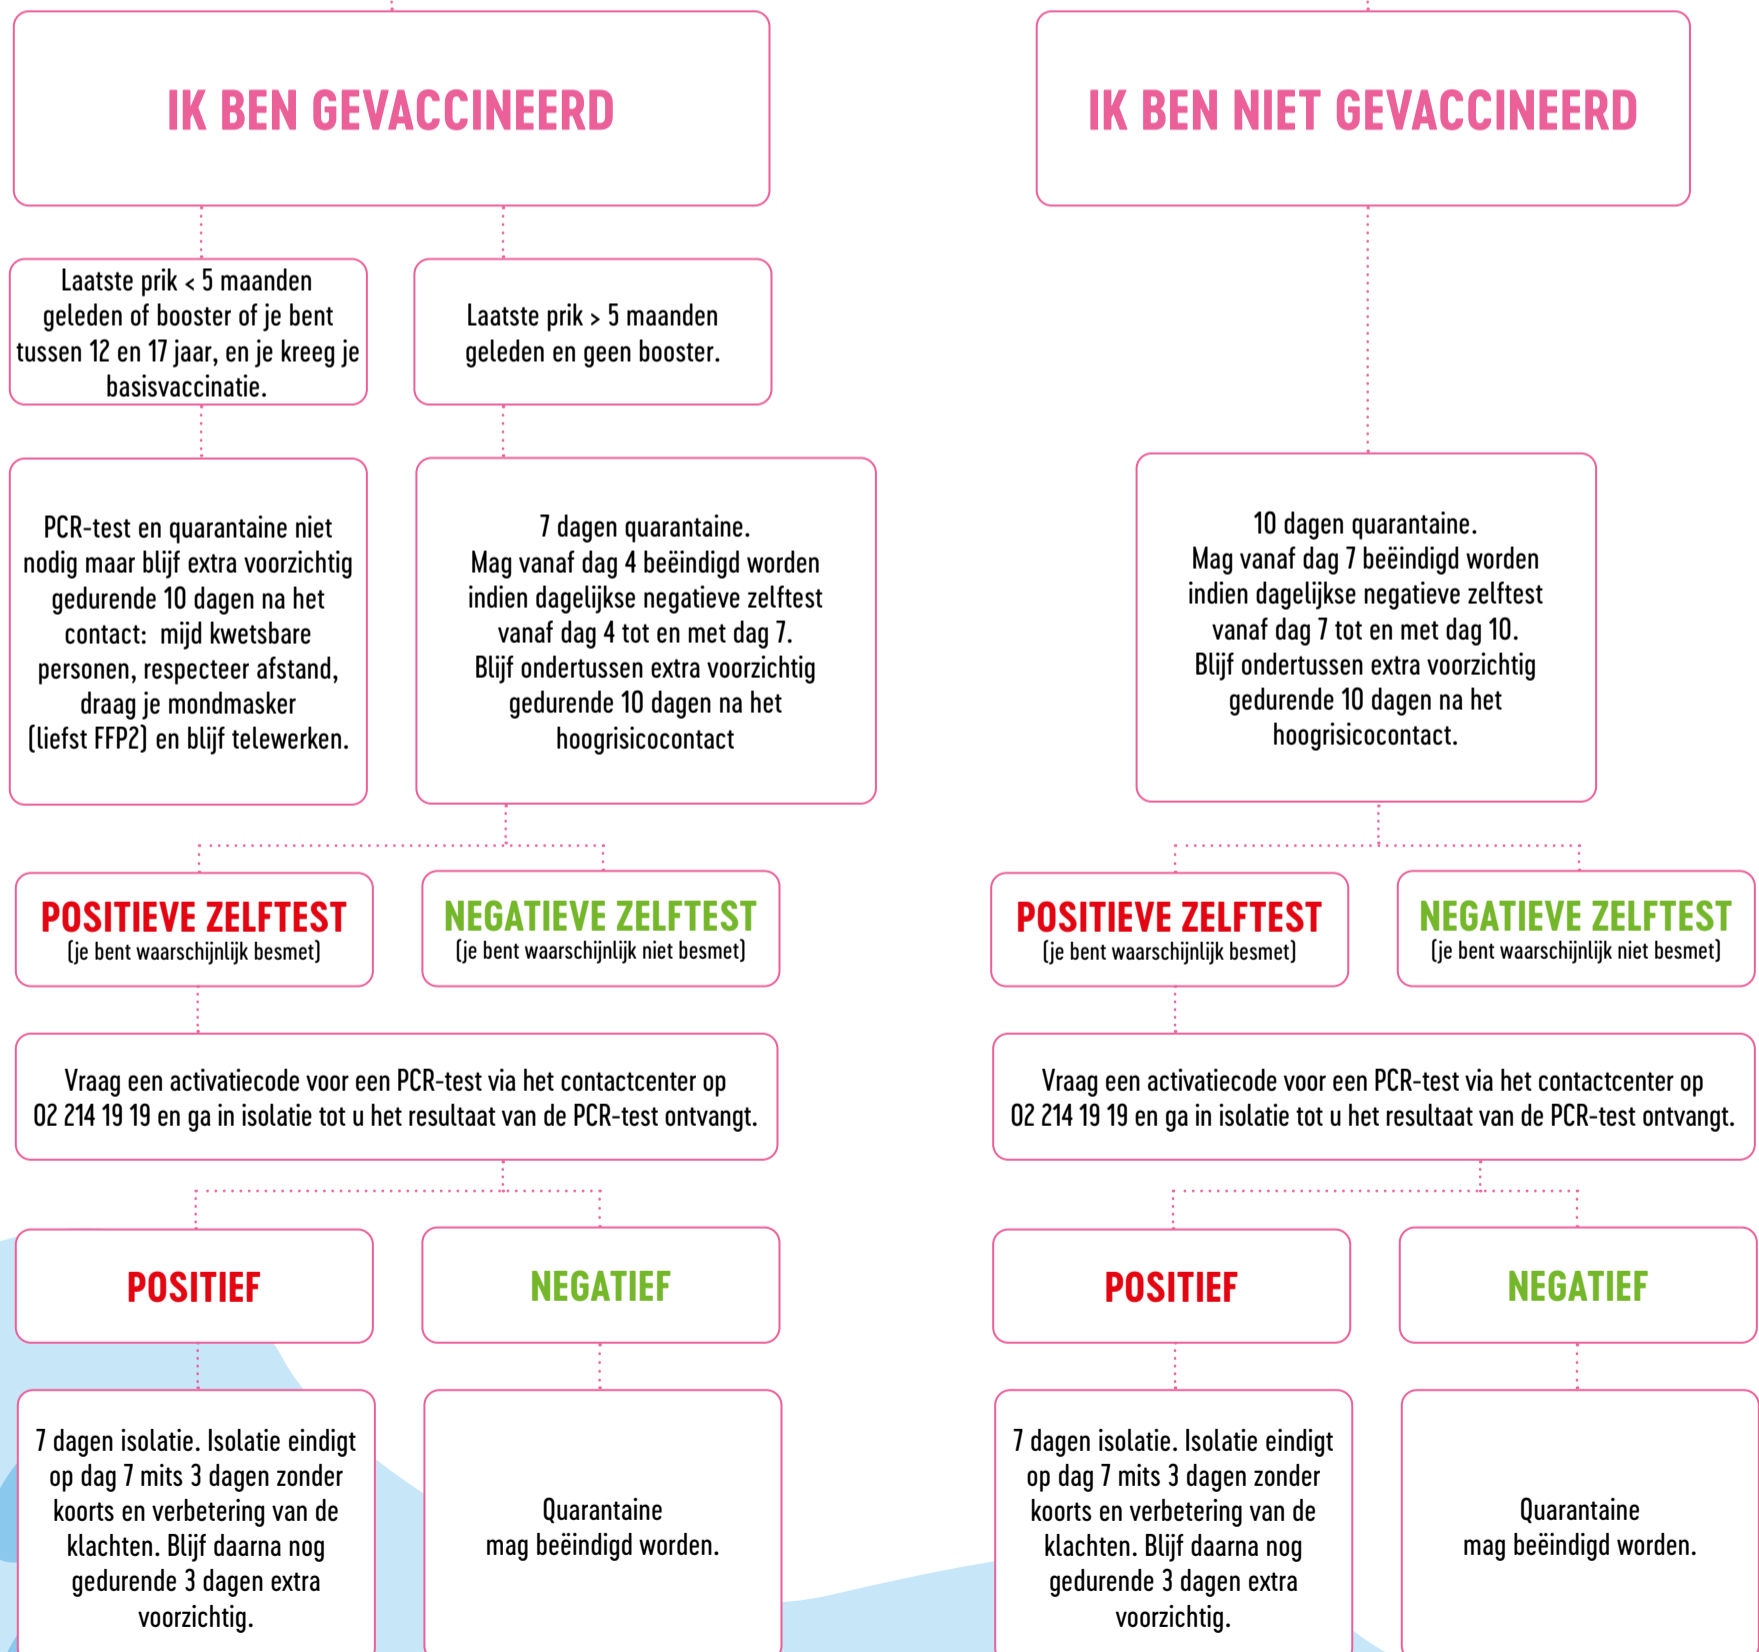 IK BEN GEVACCINEERD
IK BEN NIET GEVACCINEERD
Laatste prik < 5 maanden
geleden of booster of je bent
tussen 12 en 17 jaar, en je kreeg je
basisvaccinatie.
Laatste prik > 5 maanden
geleden en geen booster.
PCR-test en quarantaine niet
nodig maar blijf extra voorzichtig
gedurende 10 dagen na het
contact: mijd kwetsbare
personen, respecteer afstand,
draag je mondmasker
(liefst FFP2) en blijf telewerken.
7 dagen quarantaine.
Mag vanaf dag 4 beëindigd worden
indien dagelijkse negatieve zelftest
vanaf dag 4 tot en met dag 7.
Blijf ondertussen extra voorzichtig
gedurende 10 dagen na het
hoogrisicocontact
10 dagen quarantaine.
Mag vanaf dag 7 beëindigd worden
indien dagelijkse negatieve zelftest
vanaf dag 7 tot en met dag 10.
Blijf ondertussen extra voorzichtig
gedurende 10 dagen na het
hoogrisicocontact.
POSITIEVE ZELFTEST
(je bent waarschijnlijk besmet)
NEGATIEVE ZELFTEST
(je bent waarschijnlijk niet besmet)
POSITIEVE ZELFTEST
(je bent waarschijnlijk besmet)
NEGATIEVE ZELFTEST
(je bent waarschijnlijk niet besmet)
Vraag een activatiecode voor een PCR-test via het contactcenter op
02 214 19 19 en ga in isolatie tot u het resultaat van de PCR-test ontvangt.
Vraag een activatiecode voor een PCR-test via het contactcenter op
02 214 19 19 en ga in isolatie tot u het resultaat van de PCR-test ontvangt.
POSITIEF
NEGATIEF
POSITIEF
NEGATIEF
7 dagen isolatie. Isolatie eindigt
op dag 7 mits 3 dagen zonder
koorts en verbetering van de
klachten. Blijf daarna nog
gedurende 3 dagen extra
voorzichtig.
Quarantaine
mag beëindigd worden.
7 dagen isolatie. Isolatie eindigt
op dag 7 mits 3 dagen zonder
koorts en verbetering van de
klachten. Blijf daarna nog
gedurende 3 dagen extra
voorzichtig.
Quarantaine
mag beëindigd worden.